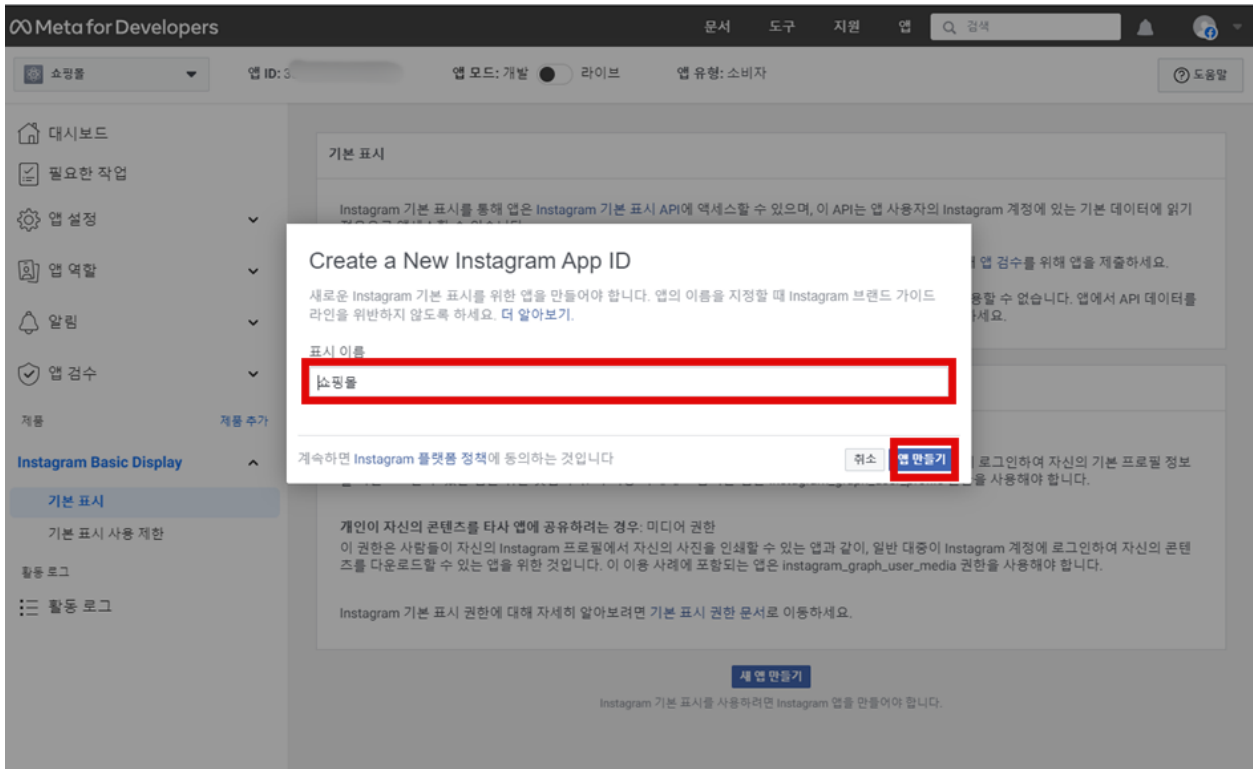 Meta for Developers
문서 도구 지원 앱 검색
쇼핑몰
앱 ID: 3
앱 모드: 개발 라이브
앱 유형: 소비자
도움말
대시보드
필요한 작업
앱 설정
앱 역할
알림
앱 검수
제품 제품 추가
Instagram Basic Display
기본 표시
기본 표시 사용 제한
활동 로그
활동 로그
기본 표시
Instagram 기본 표시를 통해 앱은 Instagram 기본 표시 API에 액세스할 수 있으며, 이 API는 앱 사용자의 Instagram 계정에 있는 기본 데이터에 읽기
앱 검수를 위해 앱을 제출하세요.
용할 수 없습니다. 앱에서 API 데이터를
Create a New Instagram App ID
새로운 Instagram 기본 표시를 위한 앱을 만들어야 합니다. 앱의 이름을 지정할 때 Instagram 브랜드 가이드
라인을 위반하지 않도록 하세요. 더 알아보기.
표시 이름
쇼핑몰
계속하면 Instagram 플랫폼 정책에 동의하는 것입니다
취소 앱 만들기
로그인하여 자신의 기본 프로필 정보
을 사용해야 합니다.
개인이 자신의 콘텐츠를 타사 앱에 공유하려는 경우: 미디어 권한
이 권한은 사람들이 자신의 Instagram 프로필에서 자신의 사진을 인쇄할 수 있는 앱과 같이, 일반 대중이 Instagram 계정에 로그인하여 자신의 콘텐
츠를 다운로드할 수 있는 앱을 위한 것입니다. 이 이용 사례에 포함되는 앱은 instagram_graph_user_media 권한을 사용해야 합니다.
Instagram 기본 표시 권한에 대해 자세히 알아보려면 기본 표시 권한 문서로 이동하세요.
새 앱 만들기
Instagram 기본 표시를 사용하려면 Instagram 앱을 만들어야 합니다.